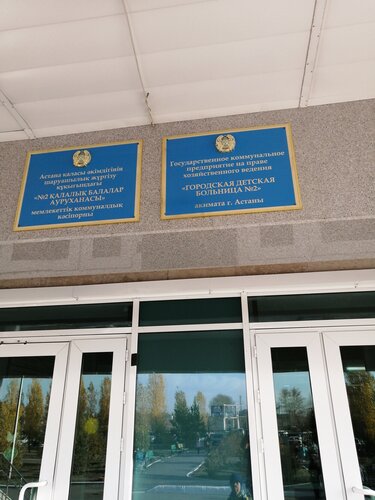 Астана қаласы әкімдігінің
шаруашылық жүргізу
құқығындағы
«№2 ҚАЛАЛЫҚ БАЛАЛАР
АУРУХАНАСЫ»
мемлекеттік коммуналдық
кәсіпорны
Государственное коммунальное
предприятие на праве
хозяйственного ведения
«ГОРОДСКАЯ ДЕТСКАЯ
БОЛЬНИЦА №2»
акимата г. Астаны